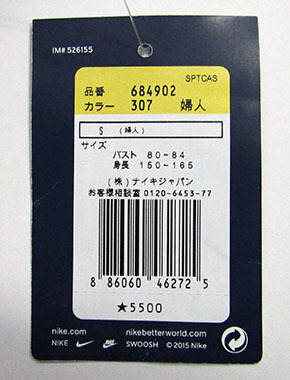 IM# 526155
SPTCAS
品番 684902
カラー 307 婦人
S (婦人)
サイズ
バスト 80~84
身長 150~165
(株)ナイキジャパン
お客様相談室 0120-6453-77
8 86060 46272 5
★5500
nike.com nikebetterworld.com
NIKE SWOOSH © 2015 Nike